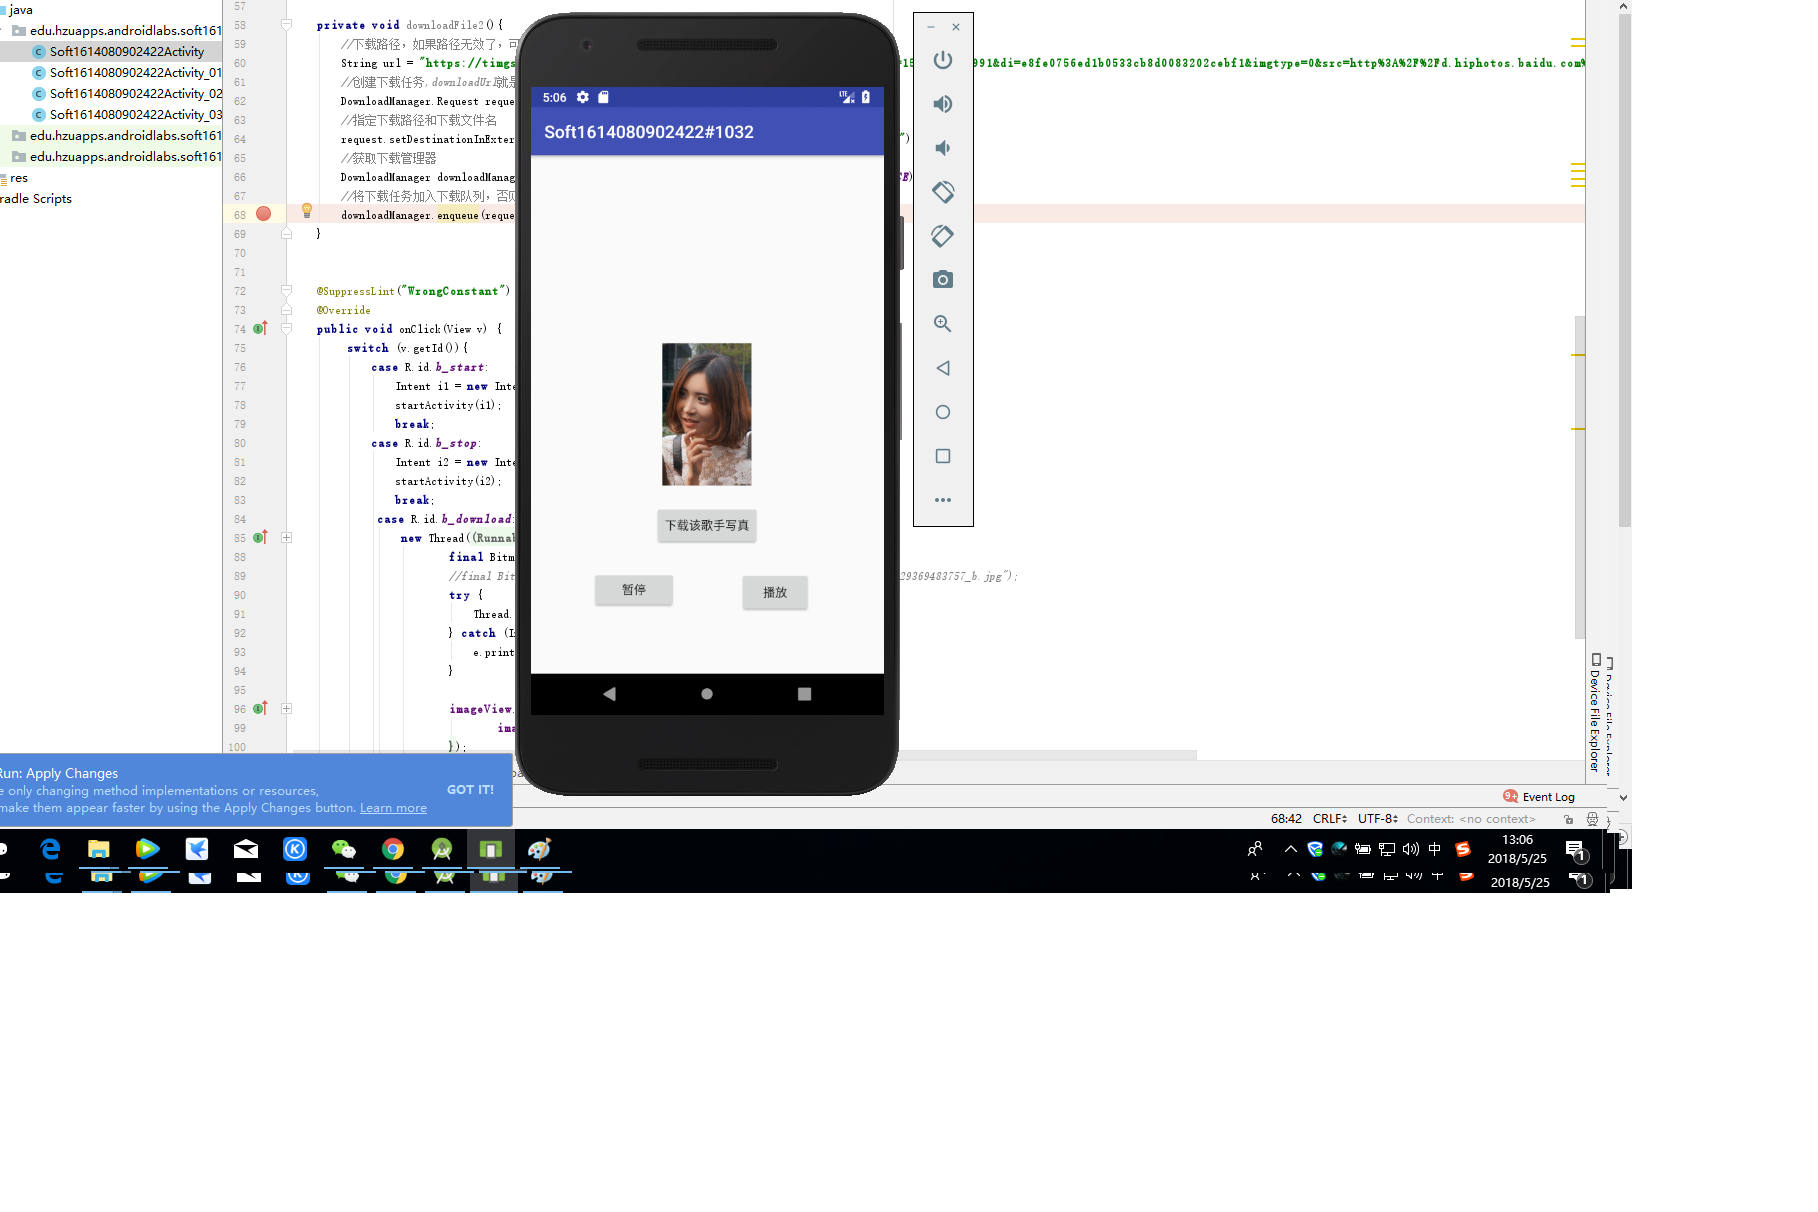 java
edu.hzuapps.androidlabs.soft161
Soft1614080902422Activity
Soft1614080902422Activity_01
Soft1614080902422Activity_02
Soft1614080902422Activity_03
edu.hzuapps.androidlabs.soft161
edu.hzuapps.androidlabs.soft161
res
radle Scripts
57
58 private void downloadFile2(){
59 //下载路径，如果路径无效了，可
60 String url = "https://timgs 991&di=e8fe0756ed1b0533cb8d0083202cebf1&imgtype=0&src=http%3A%2F%2Fd.hiphotos.baidu.com%
61 //创建下载任务,downloadUrl就是
62 DownloadManager.Request reque
63 //指定下载路径和下载文件名
64 request.setDestinationInExter ")
65 //获取下载管理器
66 DownloadManager downloadManag CE)
67 //将下载任务加入下载队列，否则
68 downloadManager.enqueue(reque
69 }
70
71
72 @SuppressLint("WrongConstant")
73 @Override
74 public void onClick(View v) {
75 switch (v.getId()){
76 case R.id.b_start:
77 Intent i1 = new Inte
78 startActivity(i1);
79 break;
80 case R.id.b_stop:
81 Intent i2 = new Inte
82 startActivity(i2);
83 break;
84 case R.id.b_download:
85 new Thread((Runnab
88 final Bitm
89 //final Bit 29369483757_b.jpg");
90 try {
91 Thread.
92 } catch (I
93 e.print
94 }
95
96 imageView.
99 ima
100 });
5:06
LTE
Soft1614080902422#1032
下载该歌手写真
暂停
播放
Device File Explorer
Run: Apply Changes
e only changing method implementations or resources,
make them appear faster by using the Apply Changes button. Learn more
GOT IT!
9+ Event Log
68:42 CRLF UTF-8 Context: <no context>
中
13:06
2018/5/25
1
2018/5/25
1